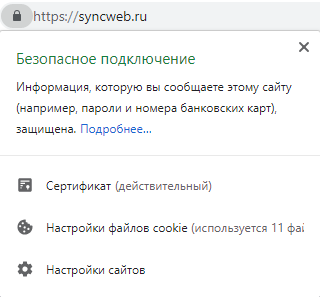 https://syncweb.ru
Безопасное подключение
Информация, которую вы сообщаете этому сайту
(например, пароли и номера банковских карт),
защищена. Подробнее...
Сертификат (действительный)
Настройки файлов cookie (используется 11 фай
Настройки сайтов